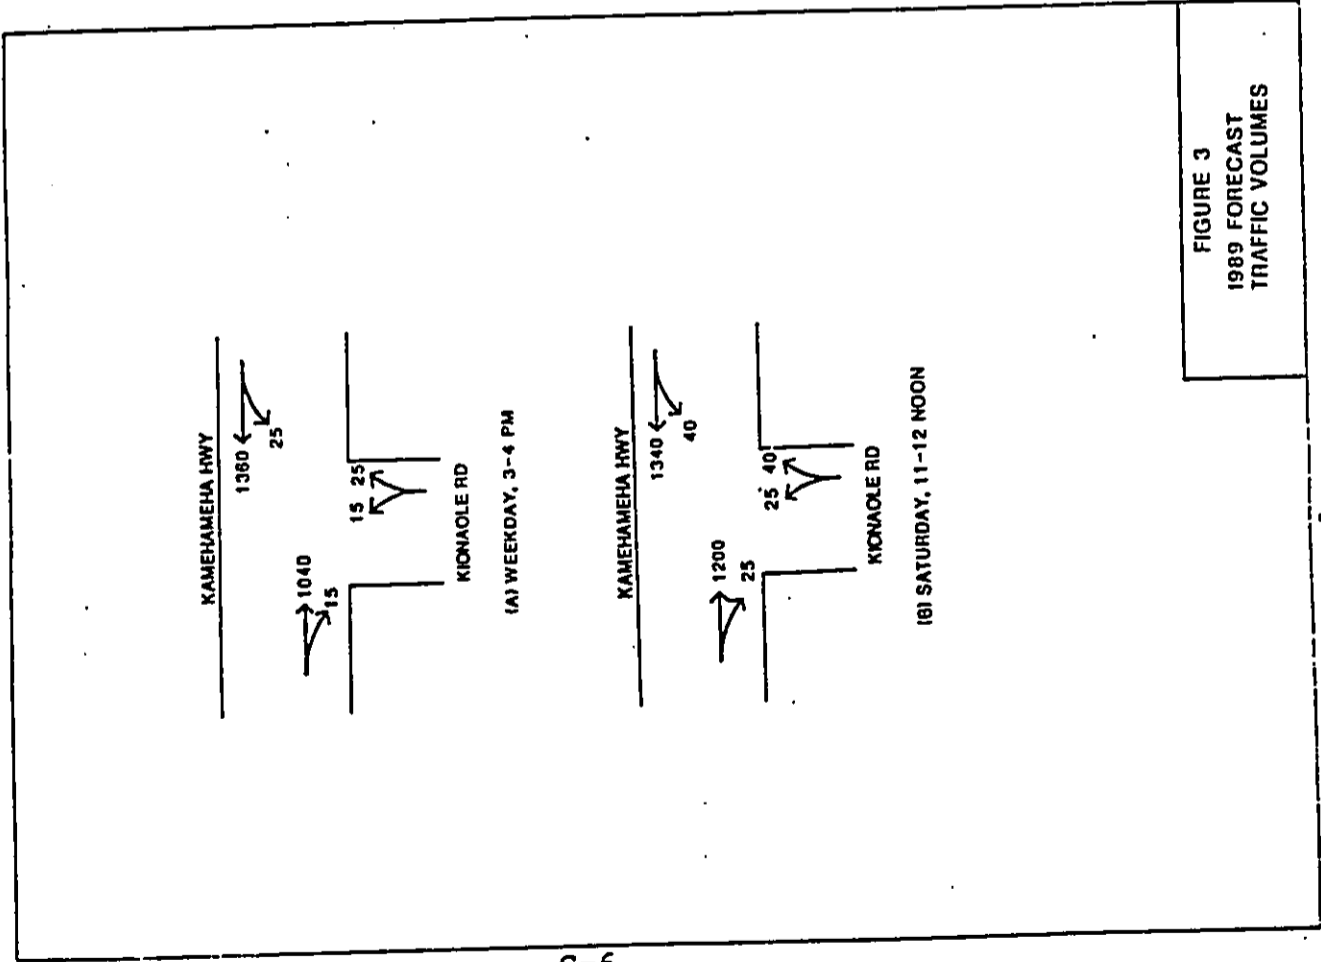 KAMEHAMEHA HWY
1360
25
1040
15
15 25
KIONAOLE RD
(A) WEEKDAY, 3-4 PM
KAMEHAMEHA HWY
1340
40
1200
25
25 40
KIONAOLE RD
(B) SATURDAY, 11-12 NOON
FIGURE 3
1989 FORECAST
TRAFFIC VOLUMES